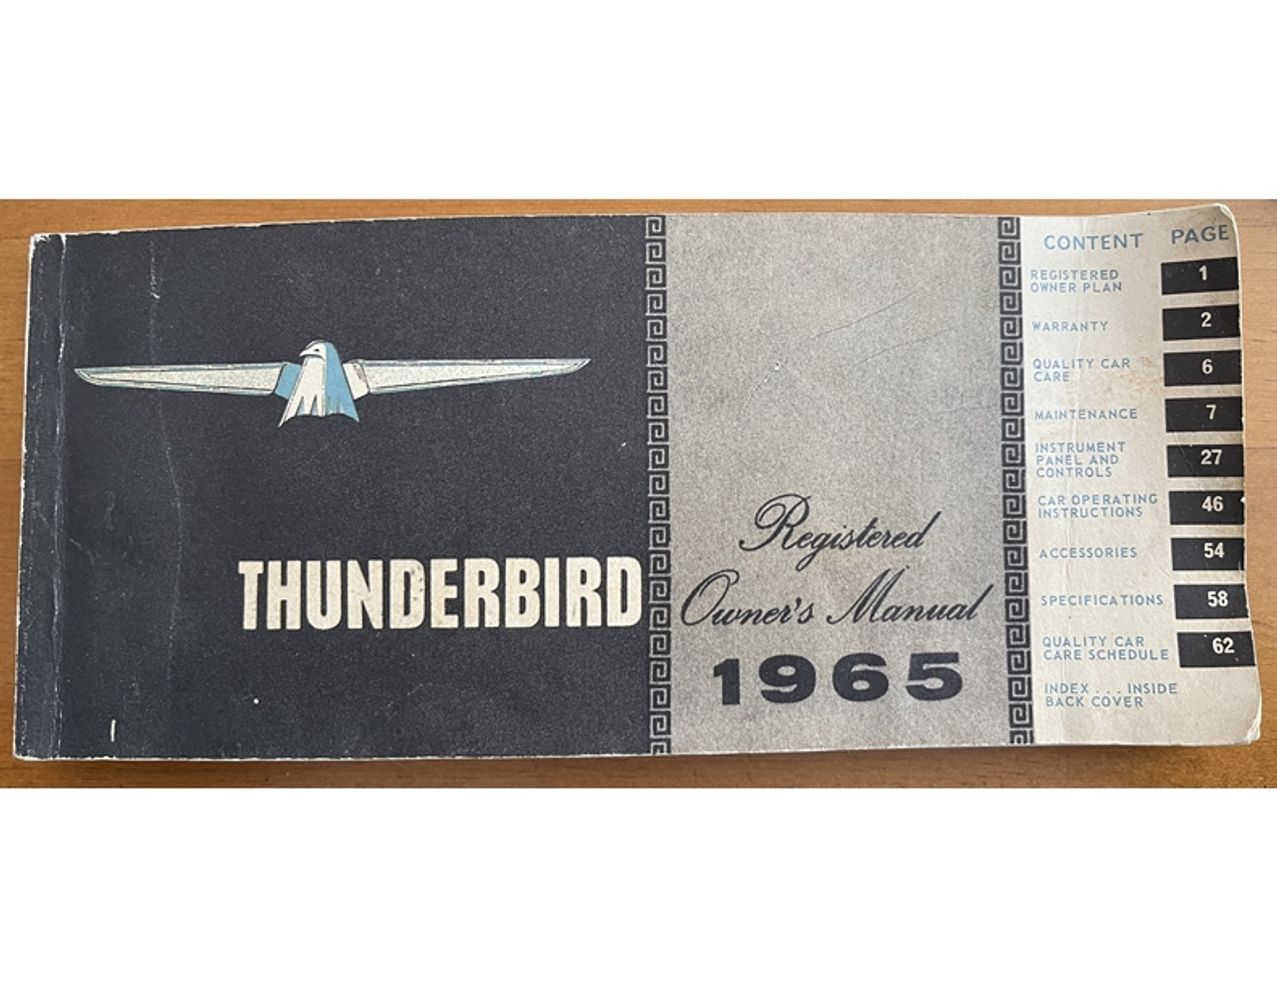 THUNDERBIRD
Registered
Owner's Manual
1965
CONTENT PAGE
REGISTERED
OWNER PLAN 1
WARRANTY 2
QUALITY CAR
CARE 6
MAINTENANCE 7
INSTRUMENT
PANEL AND
CONTROLS 27
CAR OPERATING
INSTRUCTIONS 46
ACCESSORIES 54
SPECIFICATIONS 58
QUALITY CAR
CARE SCHEDULE 62
INDEX . . . INSIDE
BACK COVER